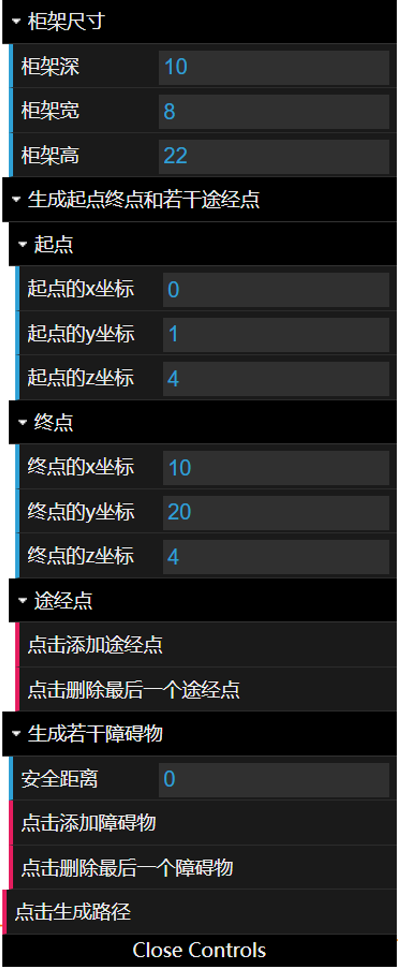 柜架尺寸
柜架深 10
柜架宽 8
柜架高 22
生成起点终点和若干途经点
起点
起点的x坐标 0
起点的y坐标 1
起点的z坐标 4
终点
终点的x坐标 10
终点的y坐标 20
终点的z坐标 4
途经点
点击添加途经点
点击删除最后一个途经点
生成若干障碍物
安全距离 0
点击添加障碍物
点击删除最后一个障碍物
点击生成路径
Close Controls